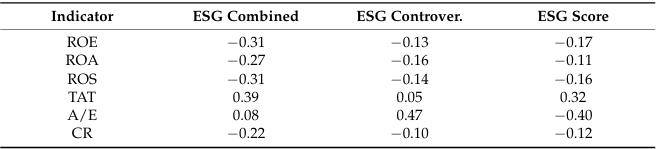 Indicator ESG Combined ESG Controver. ESG Score
ROE −0.31 −0.13 −0.17
ROA −0.27 −0.16 −0.11
ROS −0.31 −0.14 −0.16
TAT 0.39 0.05 0.32
A/E 0.08 0.47 −0.40
CR −0.22 −0.10 −0.12